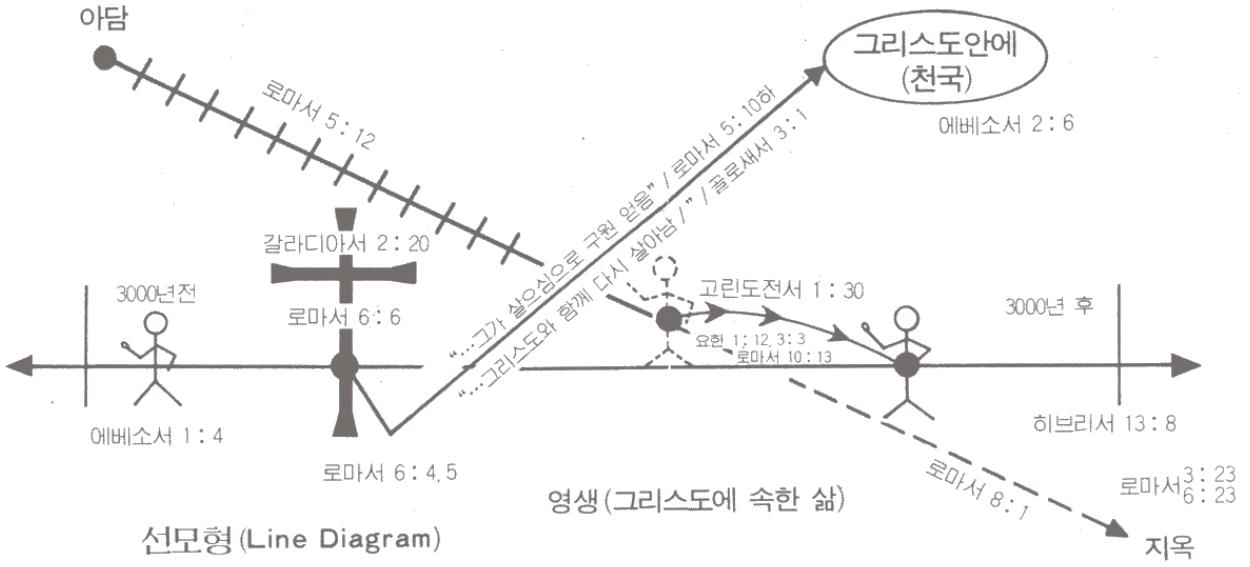 아담
그리스도안에
(천국)
에베소서 2 : 6
로마서 5 : 12
"…그가 살으심으로 구원 얻음" / 로마서 5 : 10하
"…그리스도와 함께 다시 살아남 /" / 골로새서 3 : 1
갈라디아서 2 : 20
3000년전
로마서 6 : 6
고린도전서 1 : 30
요한 1 : 12, 3 : 3
로마서 10 : 13
3000년 후
에베소서 1 : 4
히브리서 13 : 8
로마서 6 : 4, 5
영생 (그리스도에 속한 삶)
로마서 8 : 1
로마서 3 : 23
6 : 23
선모형 (Line Diagram)
지옥